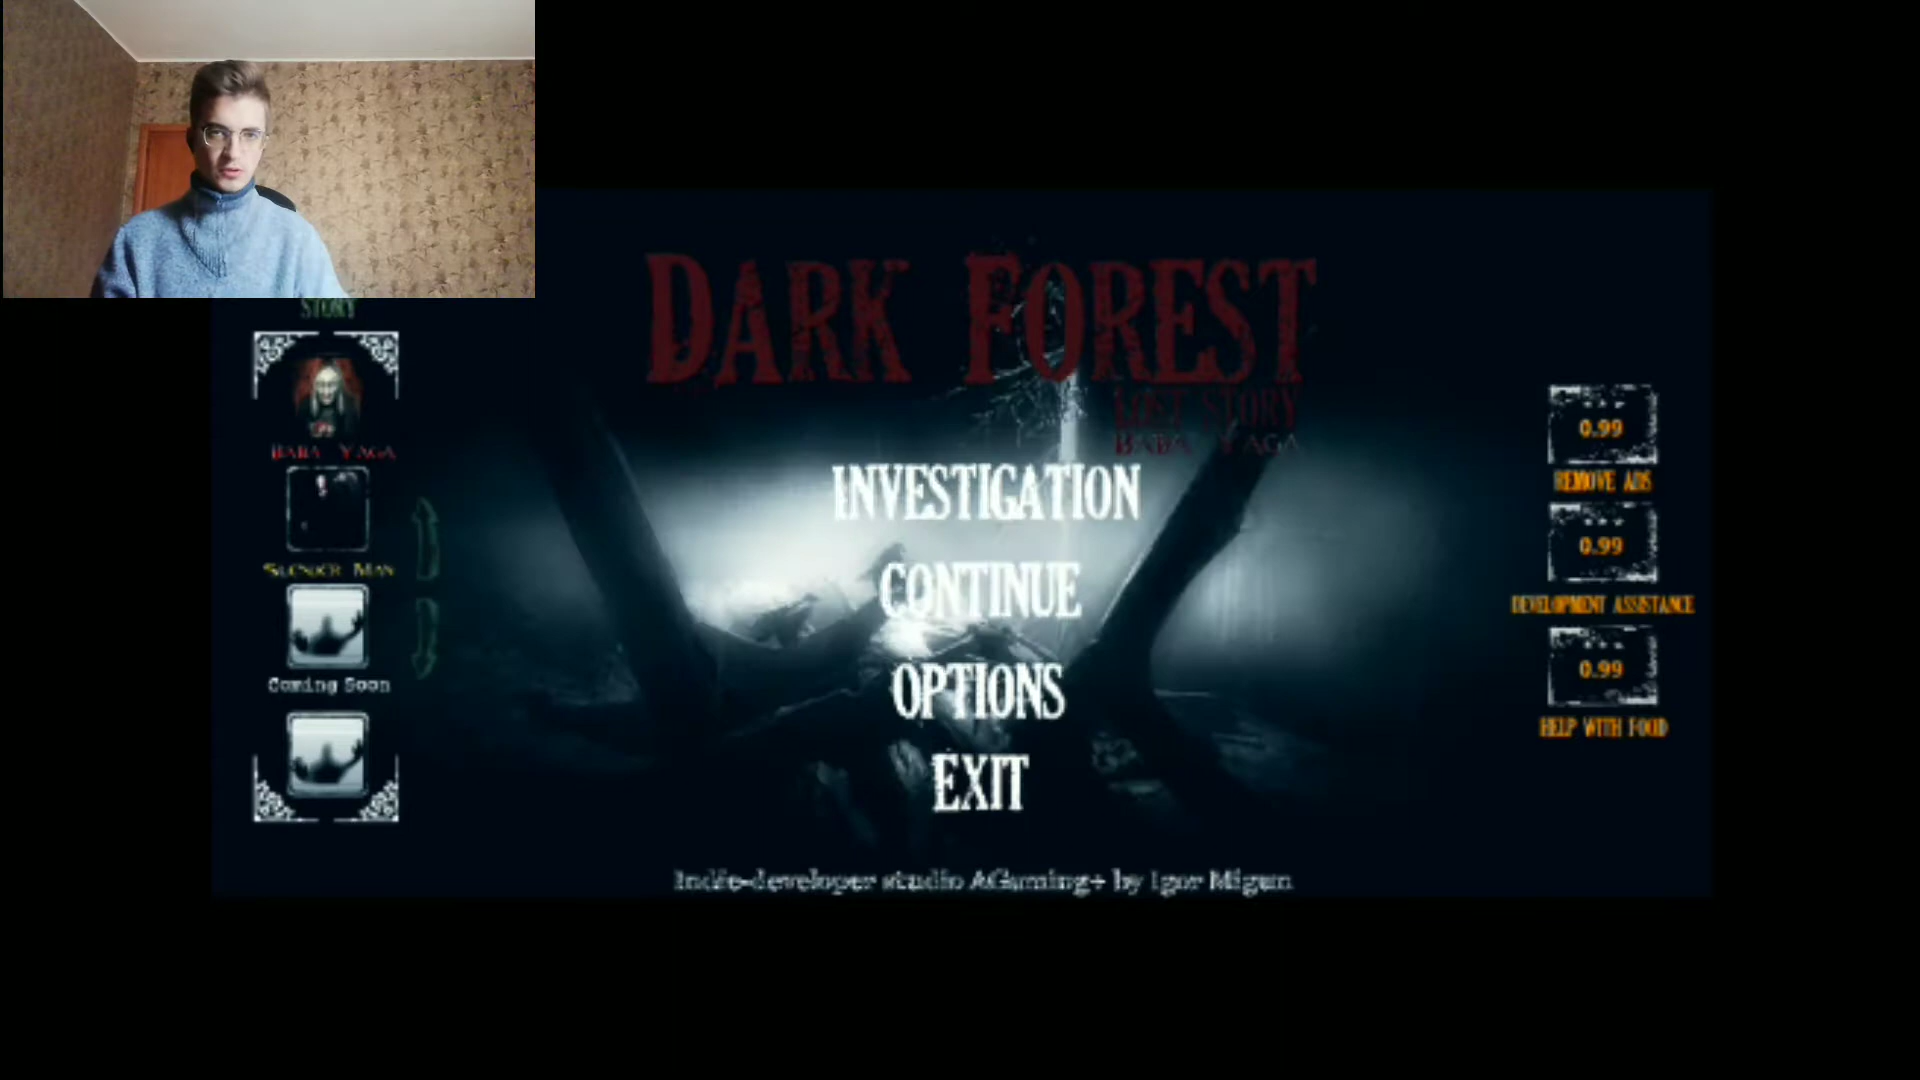 STORY
BABA YAGA
SLENDER MAN
Coming Soon
DARK FOREST
LOST STORY
BABA YAGA
INVESTIGATION
CONTINUE
OPTIONS
EXIT
Indie-developer studio AGaming+ by Igor Migun
0.99
REMOVE ADS
0.99
DEVELOPMENT ASSISTANCE
0.99
HELP WITH FOOD